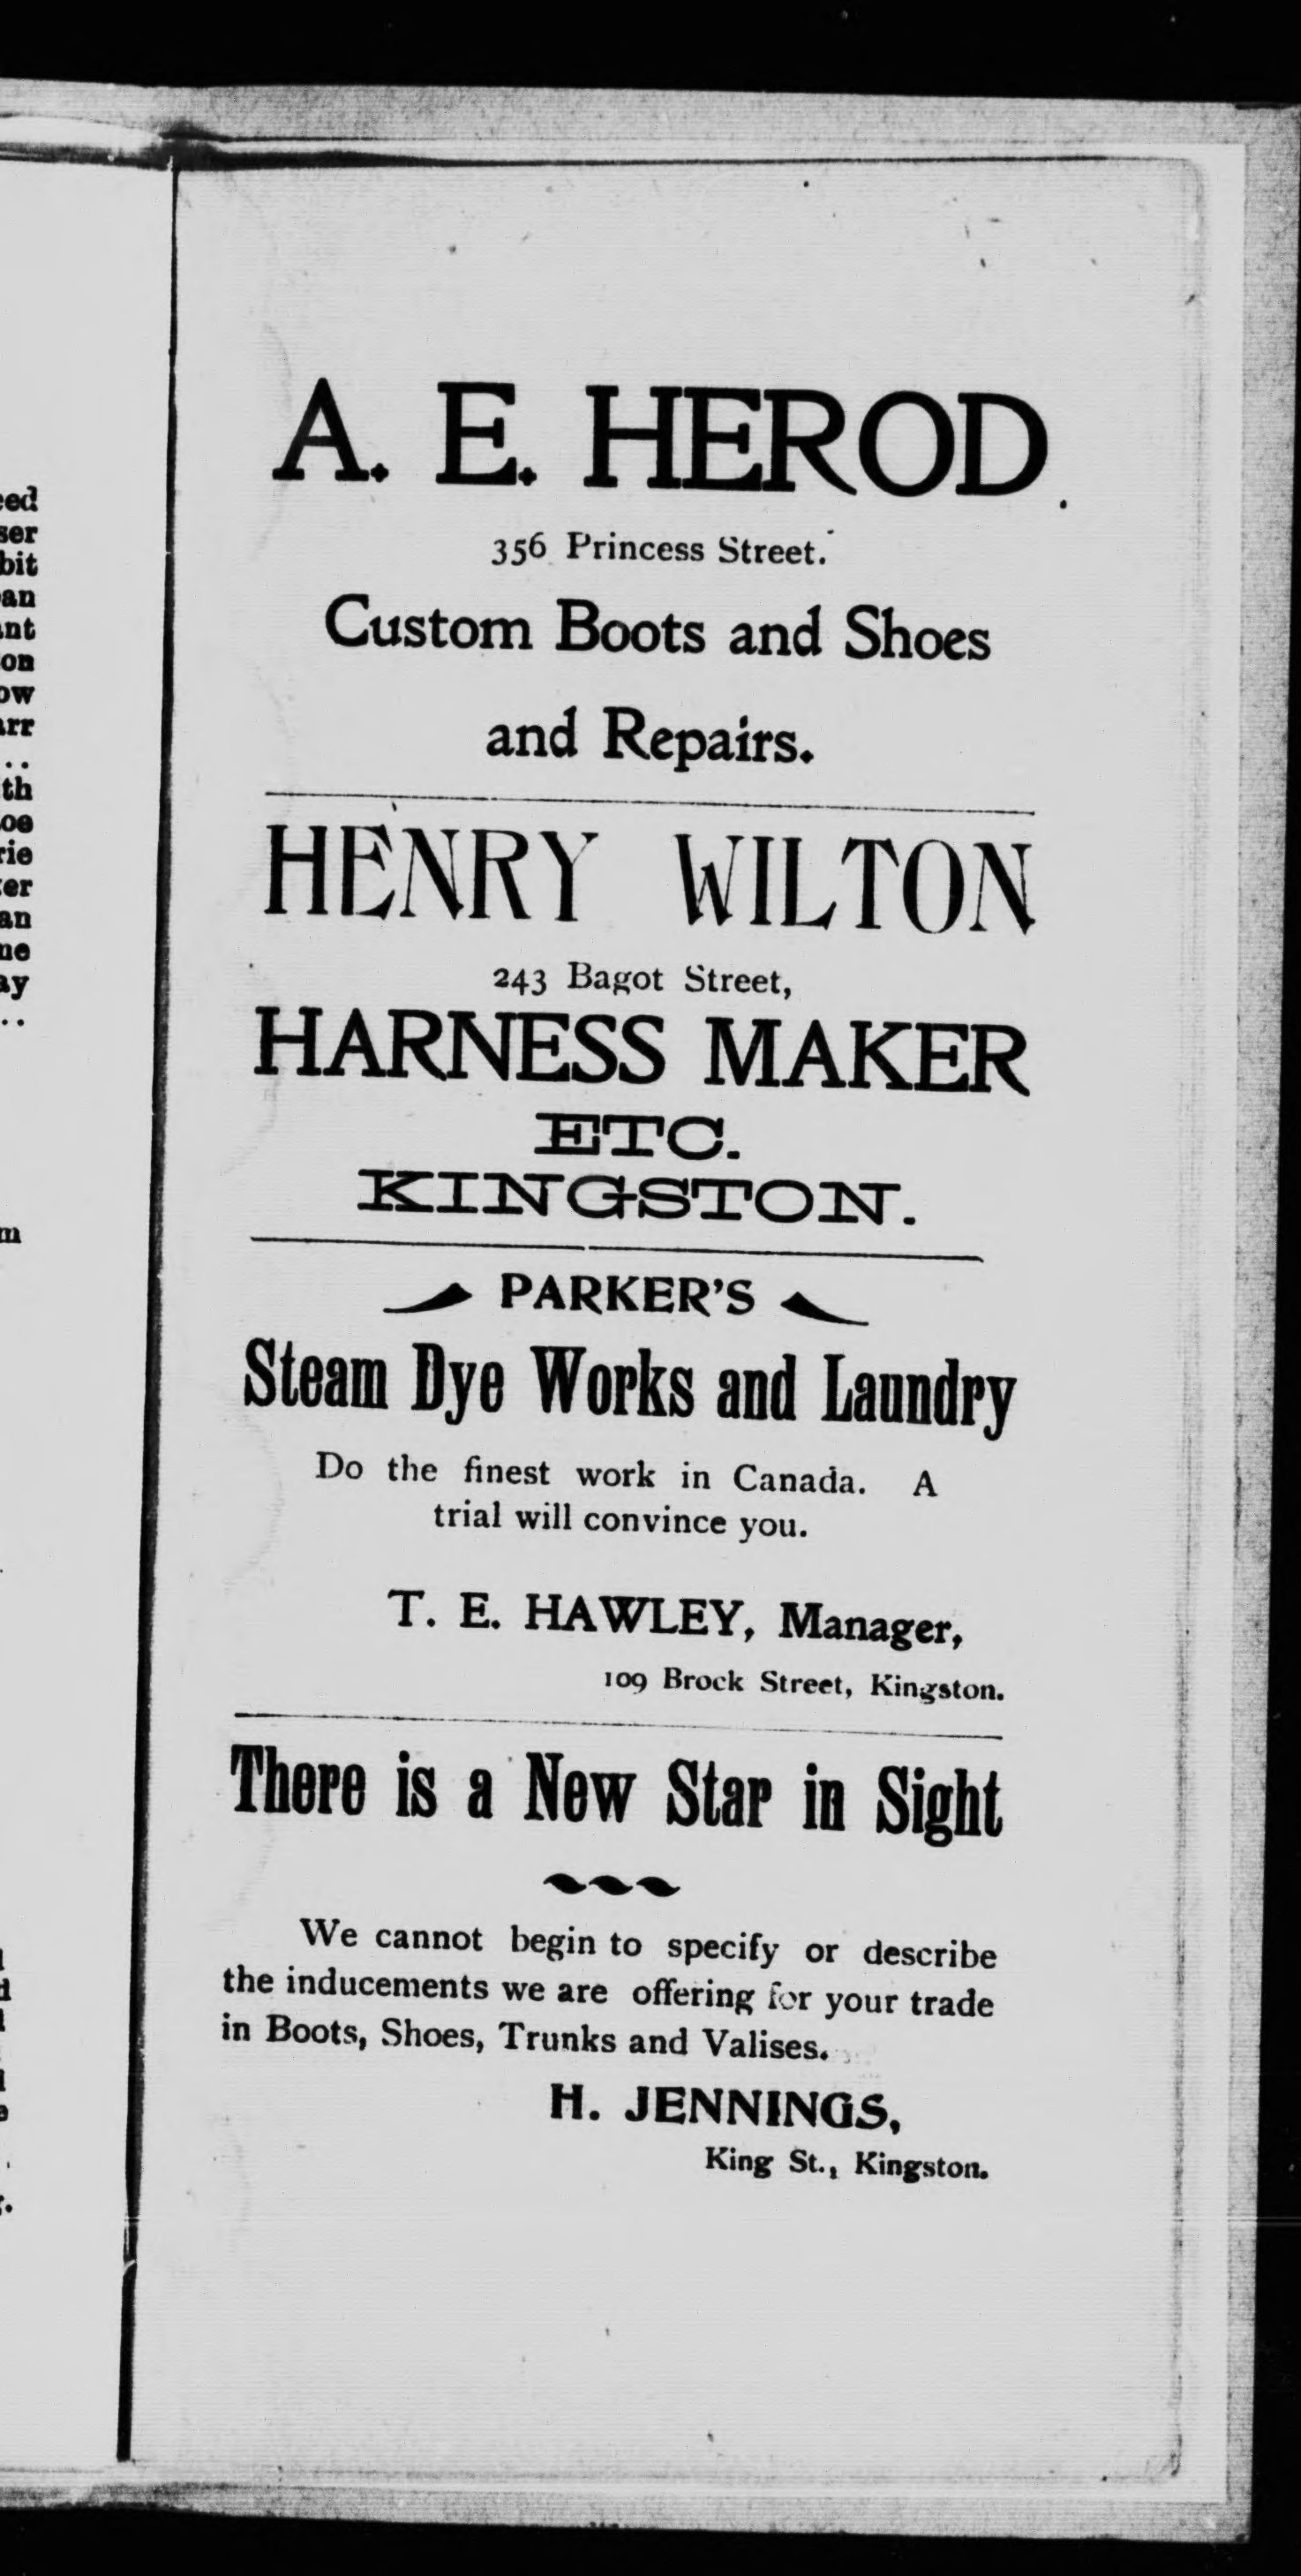 A. E. HEROD.
356 Princess Street.
Custom Boots and Shoes
and Repairs.
HENRY WILTON
243 Bagot Street,
HARNESS MAKER
ETC.
KINGSTON.
PARKER'S
Steam Dye Works and Laundry
Do the finest work in Canada. A
trial will convince you.
T. E. HAWLEY, Manager,
109 Brock Street, Kingston.
There is a New Star in Sight
We cannot begin to specify or describe
the inducements we are offering for your trade
in Boots, Shoes, Trunks and Valises.
H. JENNINGS,
King St., Kingston.